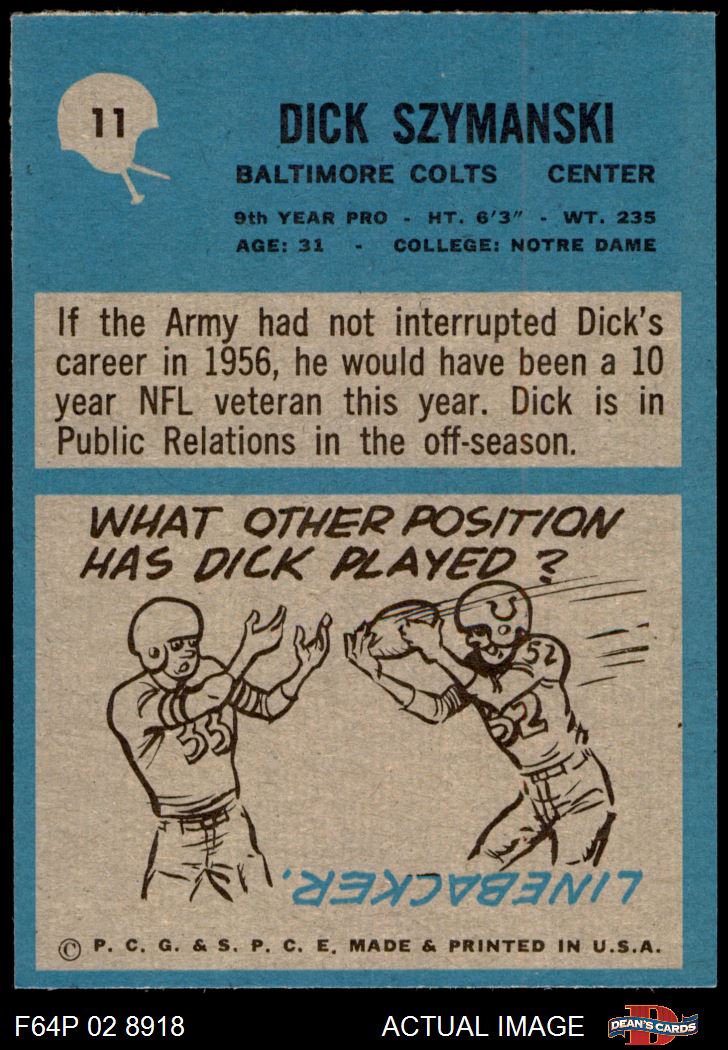 11
DICK SZYMANSKI
BALTIMORE COLTS CENTER
9th YEAR PRO - HT. 6'3" - WT. 235
AGE: 31 - COLLEGE: NOTRE DAME
If the Army had not interrupted Dick's
career in 1956, he would have been a 10
year NFL veteran this year. Dick is in
Public Relations in the off-season.
WHAT OTHER POSITION
HAS DICK PLAYED?
52
33
52
LINEBACKER.
© P. C. G. & S. P. C. E. MADE & PRINTED IN U.S.A.
F64P 02 8918 ACTUAL IMAGE
D
DEAN'S CARDS